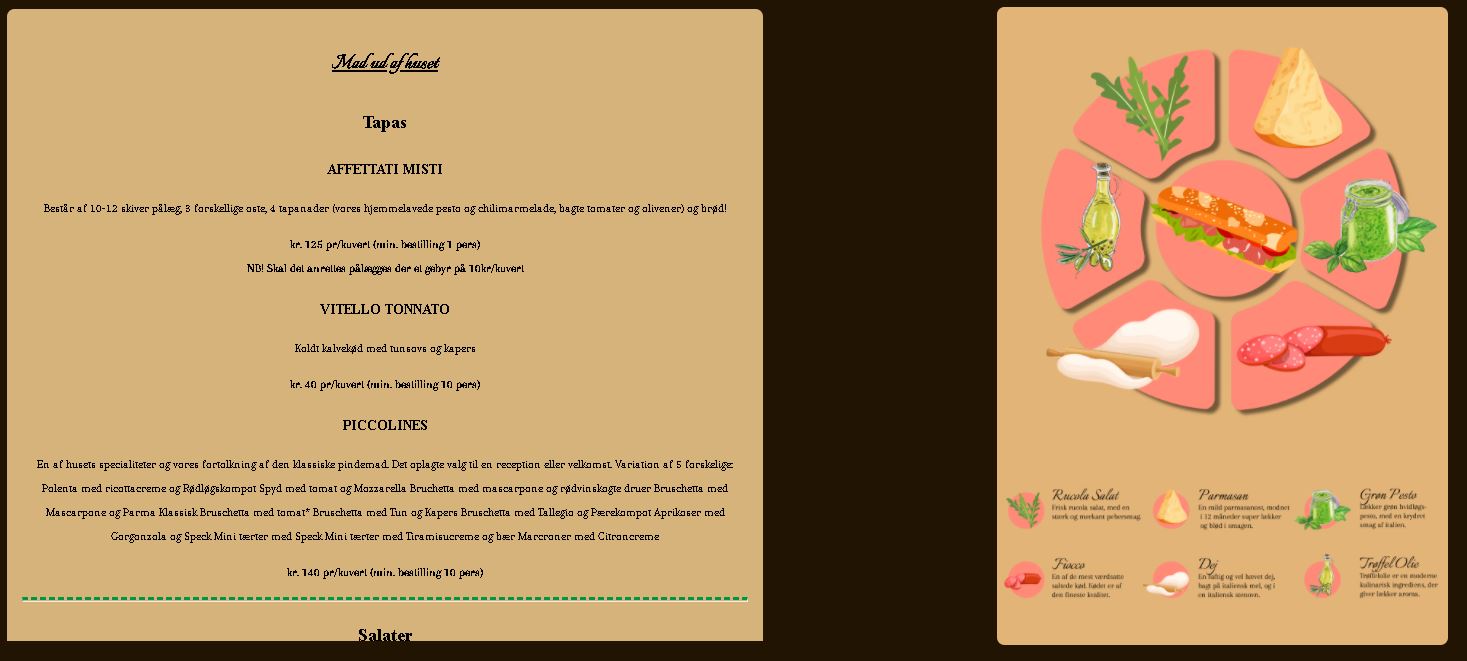 Mad ud af huset
Tapas
AFFETTATI MISTI
Består af 10-12 skiver pålæg, 3 forskellige oste, 4 tapanader (vores hjemmelavede pesto og chilimarmelade, bagte tomater og olivener) og brød!
kr. 125 pr/kuvert (min. bestilling 1 pers)
NB! Skal det anrettes pålægges der et gebyr på 10kr/kuvert
VITELLO TONNATO
Koldt kalvekød med tunsovs og kapers
kr. 40 pr/kuvert (min. bestilling 10 pers)
PICCOLINES
En af husets specialiteter og vores fortolkning af den klassiske pindemad. Det oplagte valg til en reception eller velkomst. Variation af 5 forskelige:
Polenta med ricottacreme og Rødløgskompot Spyd med tomat og Mozzarella Bruchetta med mascarpone og rødvinskogte druer Bruschetta med
Mascarpone og Parma Klassisk Bruschetta med tomat* Bruschetta med Tun og Kapers Bruschetta med Tallegio og Pærekompot Aprikoser med
Gorgonzola og Speck Mini tærter med Speck Mini tærter med Tiramisucreme og bær Marcroner med Citroncreme
kr. 140 pr/kuvert (min. bestilling 10 pers)
Salater
Rucola Salat
Frisk rucola salat, med en
stærk og markant pebersmag.
Parmasan
En mild parmasanost, modnet
i 12 måneder super lækker
og blød i smagen.
Grøn Pesto
Lækker grøn hvidløgs-
pesto, med en krydret
smag af italien.
Fiocco
En af de mest værdsatte
saltede kød. Fødet er af
den fineste kvalitet.
Dej
En luftig og vel hævet dej,
bagt på italiensk mel, og i
en italiensk stenovn.
Trøffel Olie
Trøffelolie er en moderne
kulinarisk ingrediens, der
giver lækker aroma.